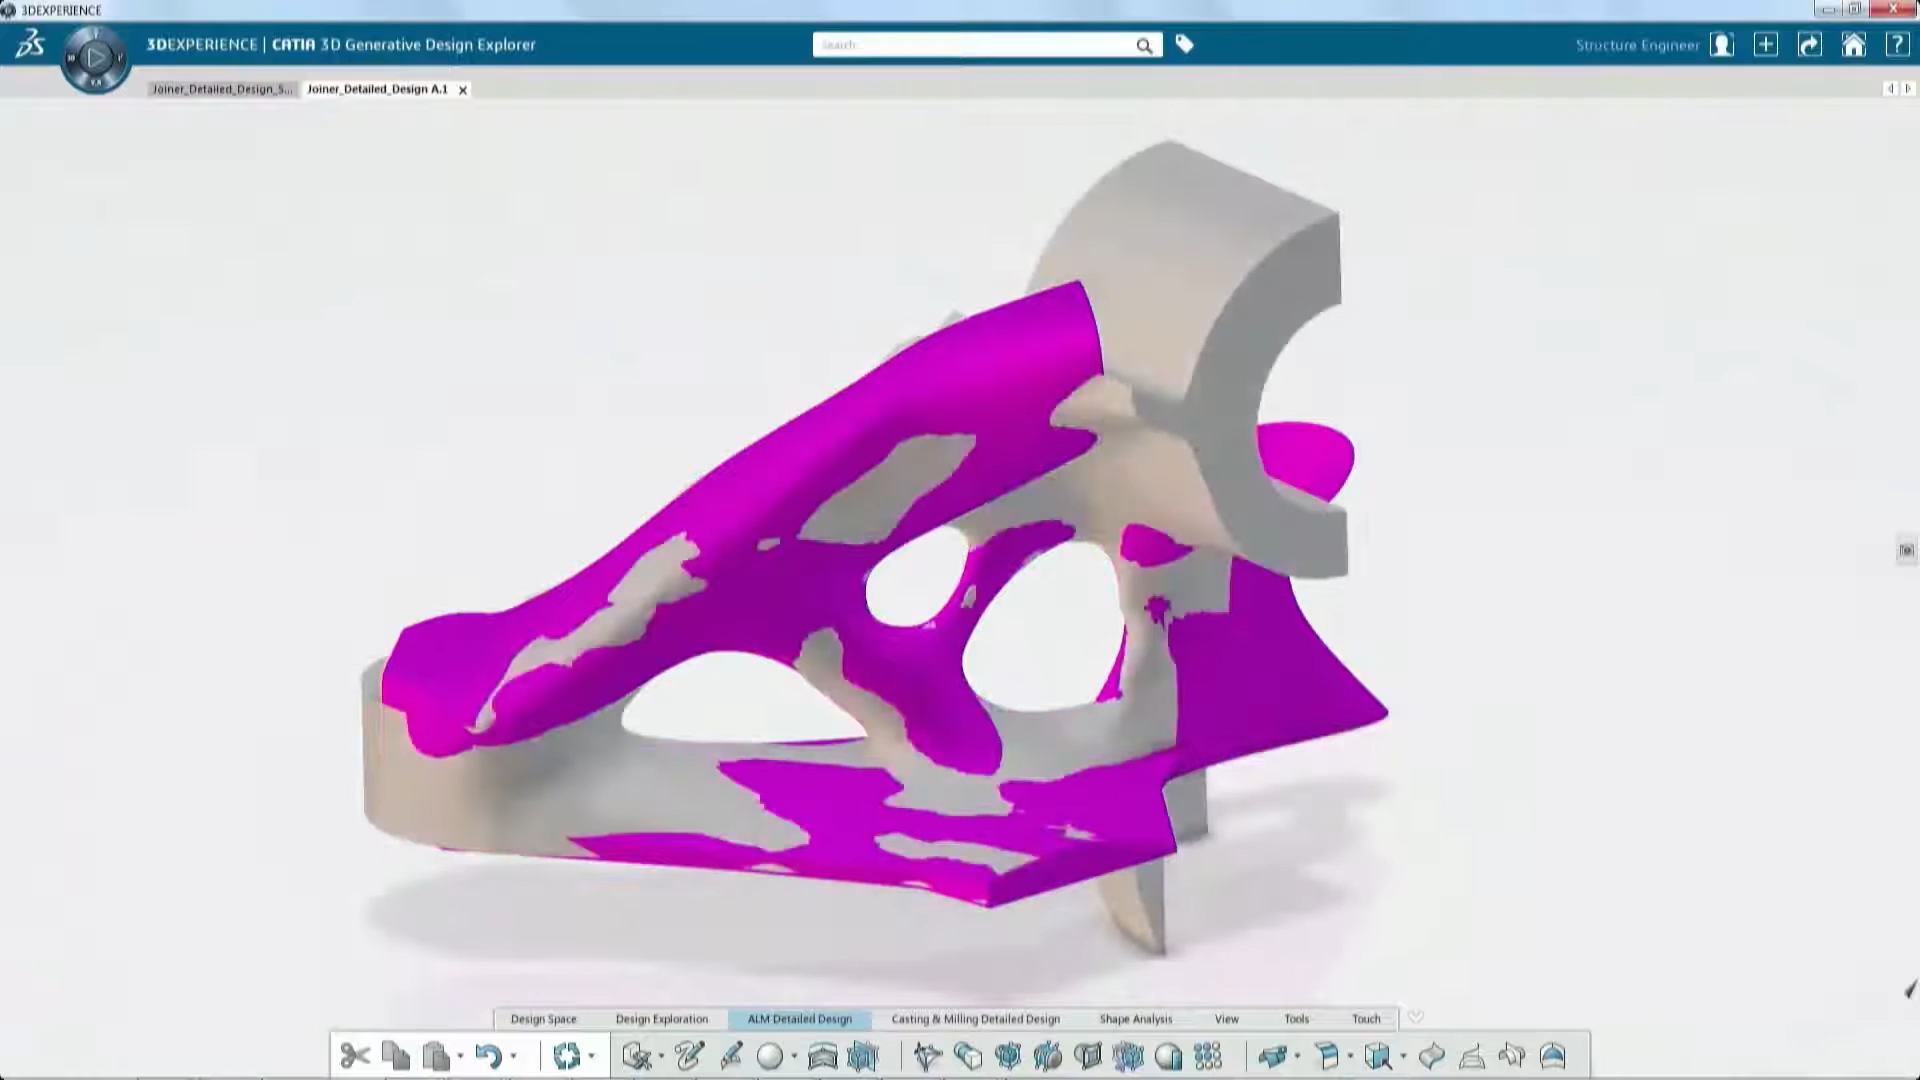 3DEXPERIENCE
3DEXPERIENCE | CATIA 3D Generative Design Explorer
Search
Structure Engineer
Joiner_Detailed_Design_S...
Joiner_Detailed_Design A.1
Design Space
Design Exploration
ALM Detailed Design
Casting & Milling Detailed Design
Shape Analysis
View
Tools
Touch